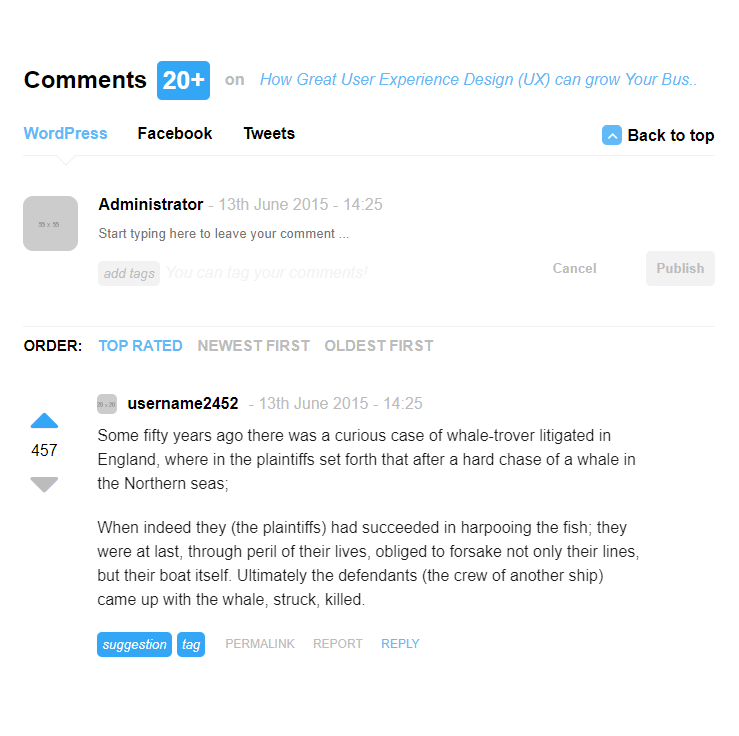 Comments 20+ on How Great User Experience Design (UX) can grow Your Bus..
WordPress Facebook Tweets Back to top
Administrator - 13th June 2015 - 14:25
55 x 55
Start typing here to leave your comment ...
add tags You can tag your comments! Cancel Publish
ORDER: TOP RATED NEWEST FIRST OLDEST FIRST
20 x 20 username2452 - 13th June 2015 - 14:25
457
Some fifty years ago there was a curious case of whale-trover litigated in
England, where in the plaintiffs set forth that after a hard chase of a whale in
the Northern seas;
When indeed they (the plaintiffs) had succeeded in harpooing the fish; they
were at last, through peril of their lives, obliged to forsake not only their lines,
but their boat itself. Ultimately the defendants (the crew of another ship)
came up with the whale, struck, killed.
suggestion tag PERMALINK REPORT REPLY